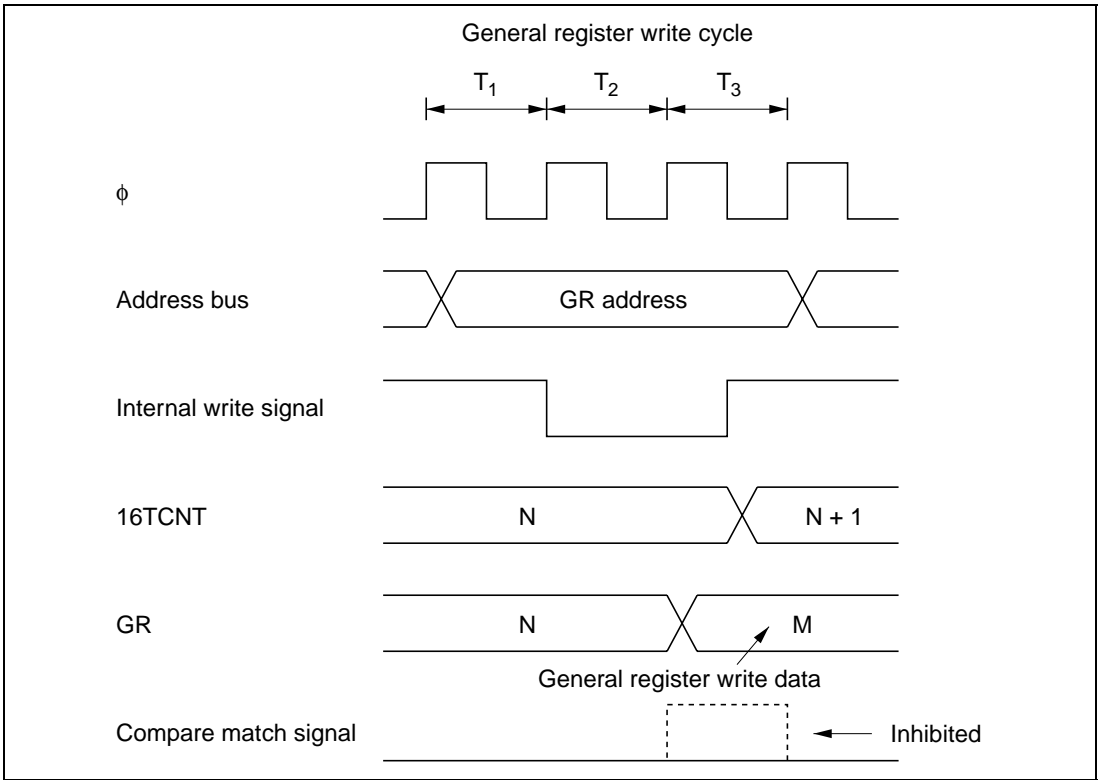 General register write cycle
T1 T2 T3
ϕ
Address bus GR address
Internal write signal
16TCNT N N + 1
GR N M
General register write data
Compare match signal Inhibited